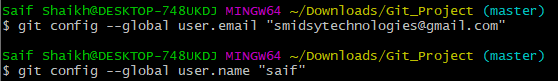 Saif Shaikh@DESKTOP-748UKDJ MINGW64 ~/Downloads/Git_Project (master)
$ git config --global user.email "smidsytechnologies@gmail.com"
Saif Shaikh@DESKTOP-748UKDJ MINGW64 ~/Downloads/Git_Project (master)
$ git config --global user.name "saif"